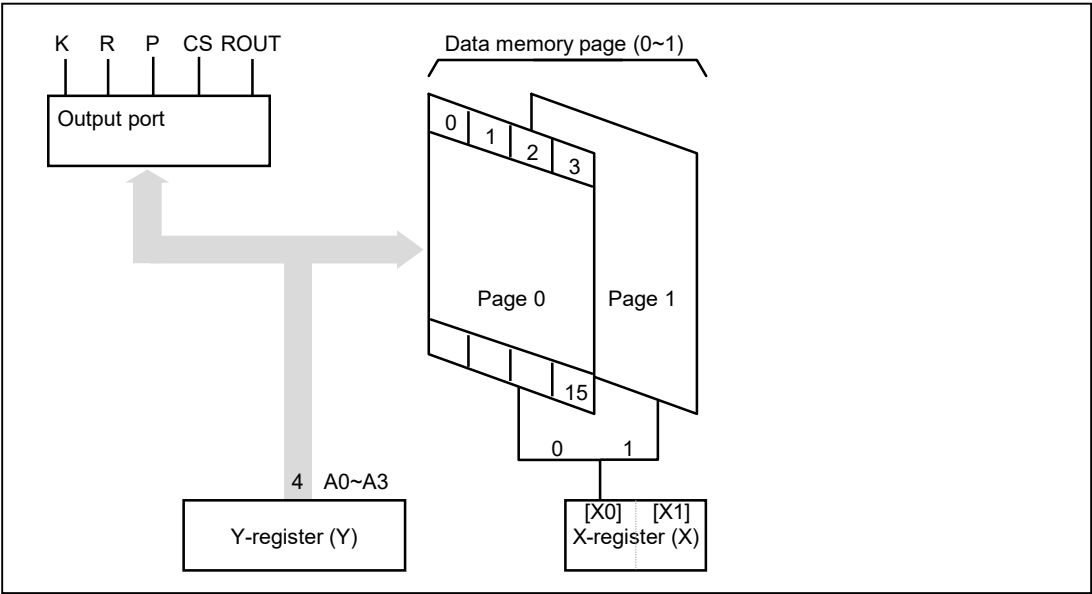 K R P CS ROUT
Output port
Data memory page (0~1)
0 1 2 3
Page 0 Page 1
15
0 1
4 A0~A3
Y-register (Y)
[X0] [X1]
X-register (X)